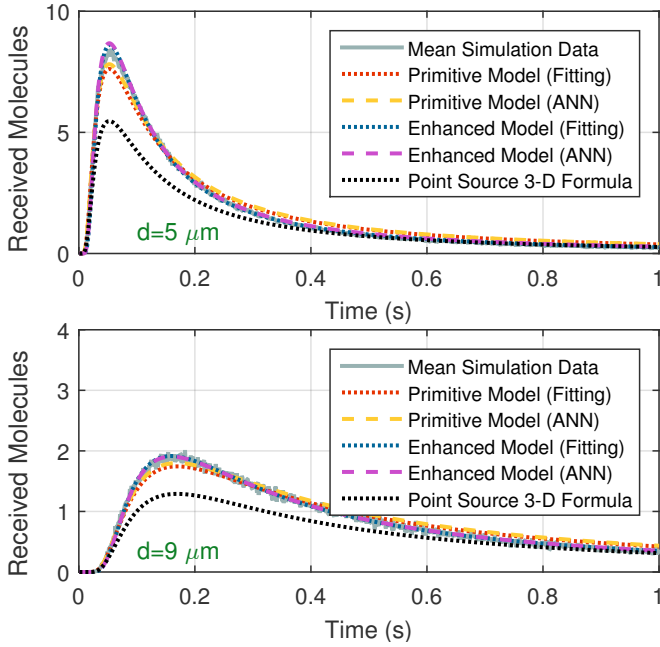 10
5
0
Received Molecules
Mean Simulation Data
Primitive Model (Fitting)
Primitive Model (ANN)
Enhanced Model (Fitting)
Enhanced Model (ANN)
Point Source 3-D Formula
d=5 μm
0 0.2 0.4 0.6 0.8 1
Time (s)
4
3
2
1
0
Received Molecules
Mean Simulation Data
Primitive Model (Fitting)
Primitive Model (ANN)
Enhanced Model (Fitting)
Enhanced Model (ANN)
Point Source 3-D Formula
d=9 μm
0 0.2 0.4 0.6 0.8 1
Time (s)